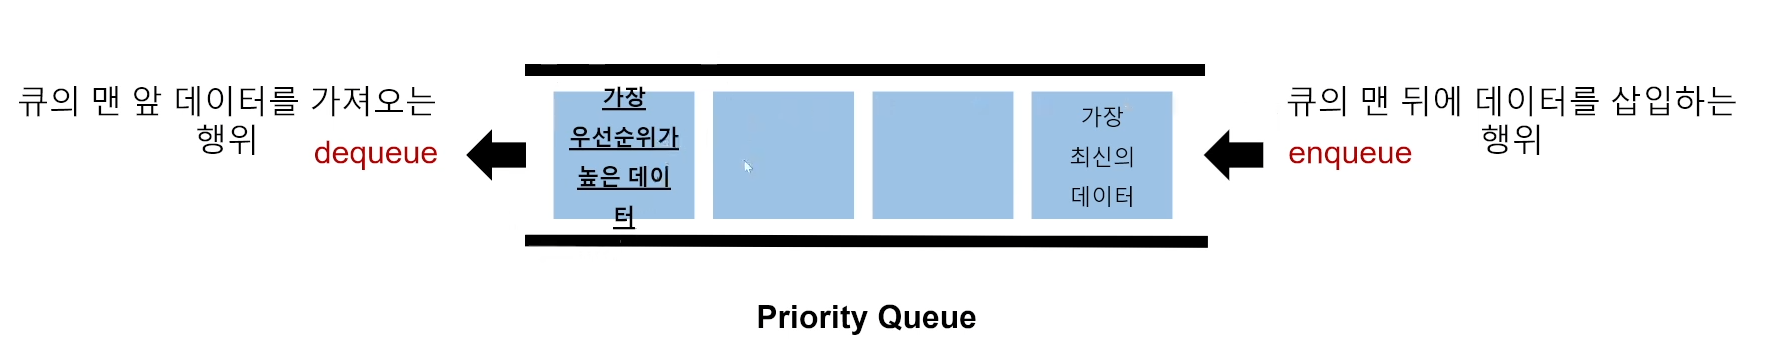 큐의 맨 앞 데이터를 가져오는
행위
dequeue
가장
우선순위가
높은 데이
터
가장
최신의
데이터
큐의 맨 뒤에 데이터를 삽입하는
행위
enqueue
Priority Queue